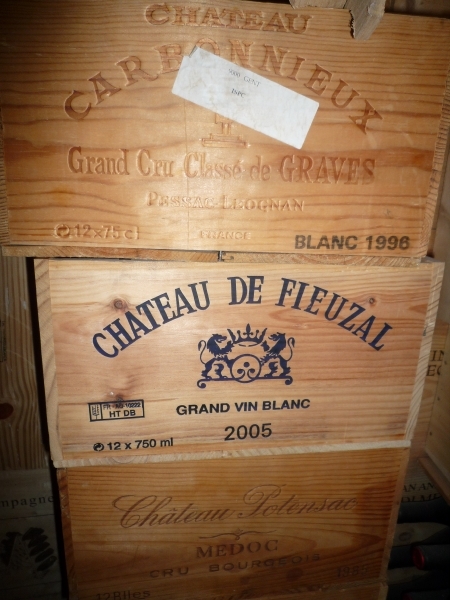 CHATEAU
CARBONNIEUX
Grand Cru Classé de GRAVES
PESSAC-LÉOGNAN
12x75 cl
FRANCE
BLANC 1996
CHATEAU DE FIEUZAL
HT DB
GRAND VIN BLANC
12 x 750 ml
2005
Château Potensac
MEDOC
CRU BOURGEOIS
12Btles